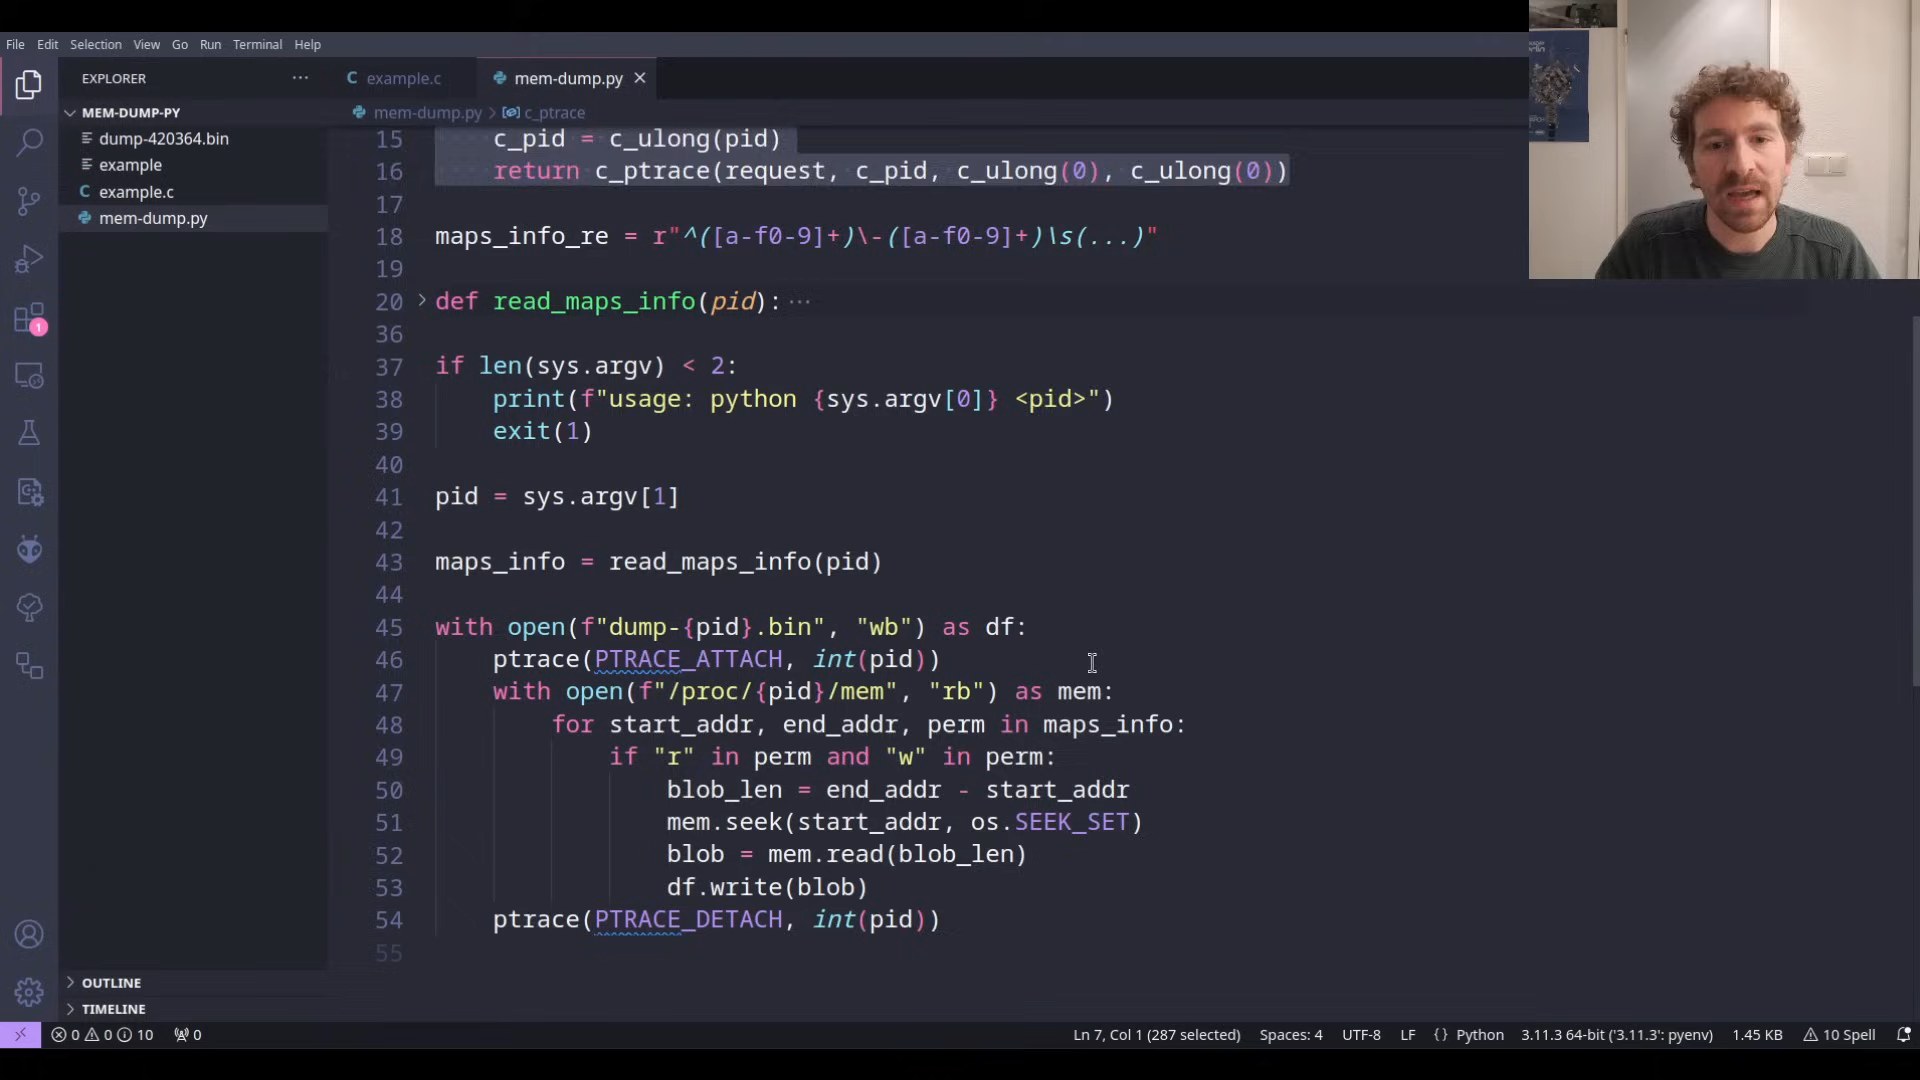 File Edit Selection View Go Run Terminal Help
EXPLORER ···
example.c
mem-dump.py
MEM-DUMP-PY
mem-dump.py > c_ptrace
dump-420364.bin
example
example.c
mem-dump.py
15 c_pid = c_ulong(pid)
16 return c_ptrace(request, c_pid, c_ulong(0), c_ulong(0))
17
18 maps_info_re = r"^([a-f0-9]+)\-([a-f0-9]+)\s(...)"
19
20 def read_maps_info(pid): ···
36
37 if len(sys.argv) < 2:
38 print(f"usage: python {sys.argv[0]} <pid>")
39 exit(1)
40
41 pid = sys.argv[1]
42
43 maps_info = read_maps_info(pid)
44
45 with open(f"dump-{pid}.bin", "wb") as df:
46 ptrace(PTRACE_ATTACH, int(pid))
47 with open(f"/proc/{pid}/mem", "rb") as mem:
48 for start_addr, end_addr, perm in maps_info:
49 if "r" in perm and "w" in perm:
50 blob_len = end_addr - start_addr
51 mem.seek(start_addr, os.SEEK_SET)
52 blob = mem.read(blob_len)
53 df.write(blob)
54 ptrace(PTRACE_DETACH, int(pid))
55
1
OUTLINE
TIMELINE
0 0 10 0 Ln 7, Col 1 (287 selected) Spaces: 4 UTF-8 LF {} Python 3.11.3 64-bit ('3.11.3': pyenv) 1.45 KB 10 Spell